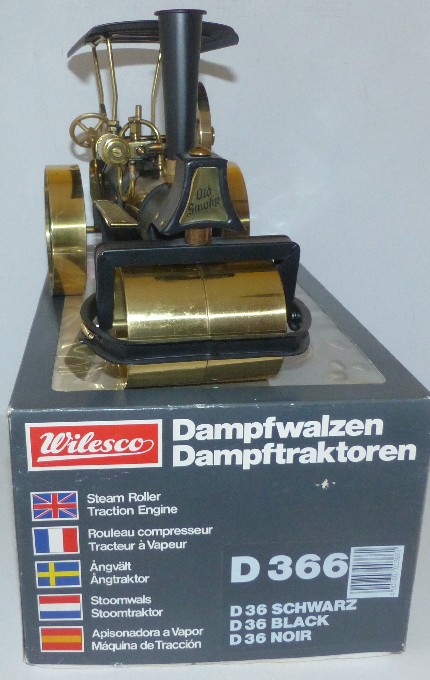 Old
Smoky
Wilesco
Dampfwalzen
Dampftraktoren
Steam Roller
Traction Engine
Rouleau compresseur
Tracteur à Vapeur
Ångvält
Ångtraktor
Stoomwals
Stoomtraktor
Apisonadora a Vapor
Máquina de Tracción
D 366
D 36 SCHWARZ
D 36 BLACK
D 36 NOIR